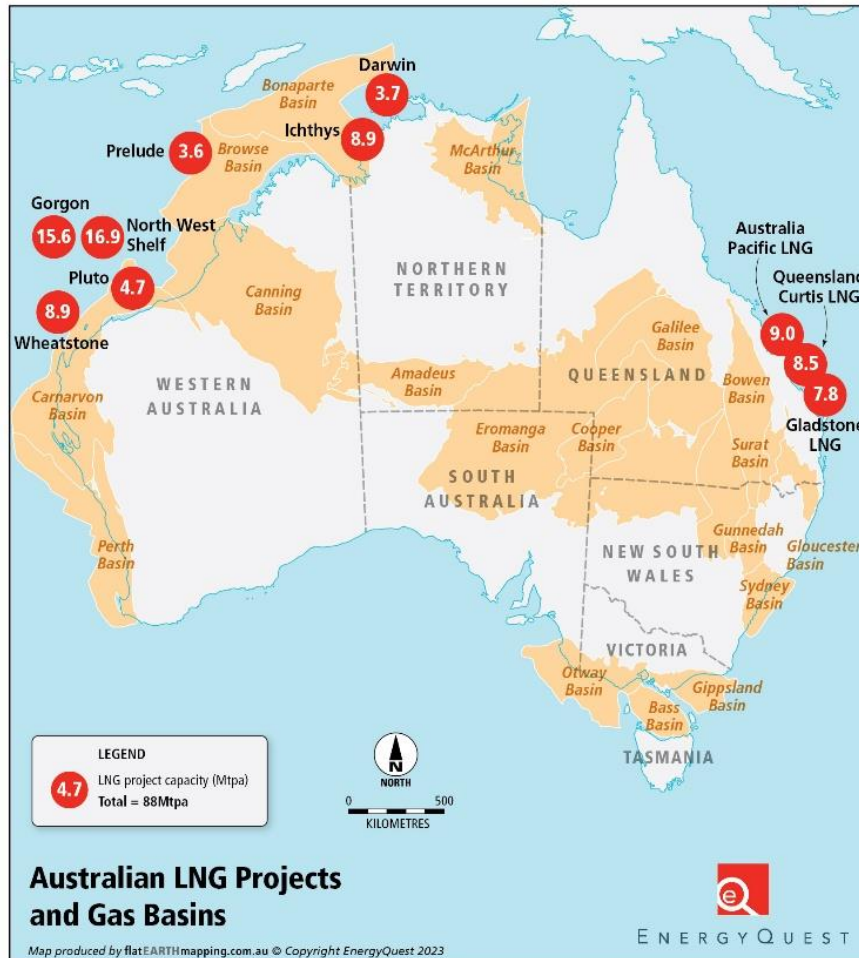 Darwin
3.7
Bonaparte
Basin
Ichthys
8.9
Prelude
3.6
Browse
Basin
McArthur
Basin
Gorgon
15.6
16.9
North West
Shelf
Pluto
4.7
8.9
Wheatstone
Canning
Basin
NORTHERN
TERRITORY
Australia
Pacific LNG
Queensland
Curtis LNG
9.0
8.5
7.8
Gladstone
LNG
Galilee
Basin
WESTERN
AUSTRALIA
Amadeus
Basin
QUEENSLAND
Bowen
Basin
Carnarvon
Basin
Eromanga
Basin
Cooper
Basin
Surat
Basin
SOUTH
AUSTRALIA
Perth
Basin
Gunnedah
Basin
Gloucester
Basin
NEW SOUTH
WALES
Sydney
Basin
VICTORIA
Otway
Basin
Gippsland
Basin
Bass
Basin
TASMANIA
LEGEND
4.7
LNG project capacity (Mtpa)
Total = 88Mtpa
N
NORTH
0 500
KILOMETRES
Australian LNG Projects
and Gas Basins
Map produced by flatEARTHmapping.com.au © Copyright EnergyQuest 2023
e
ENERGYQUEST